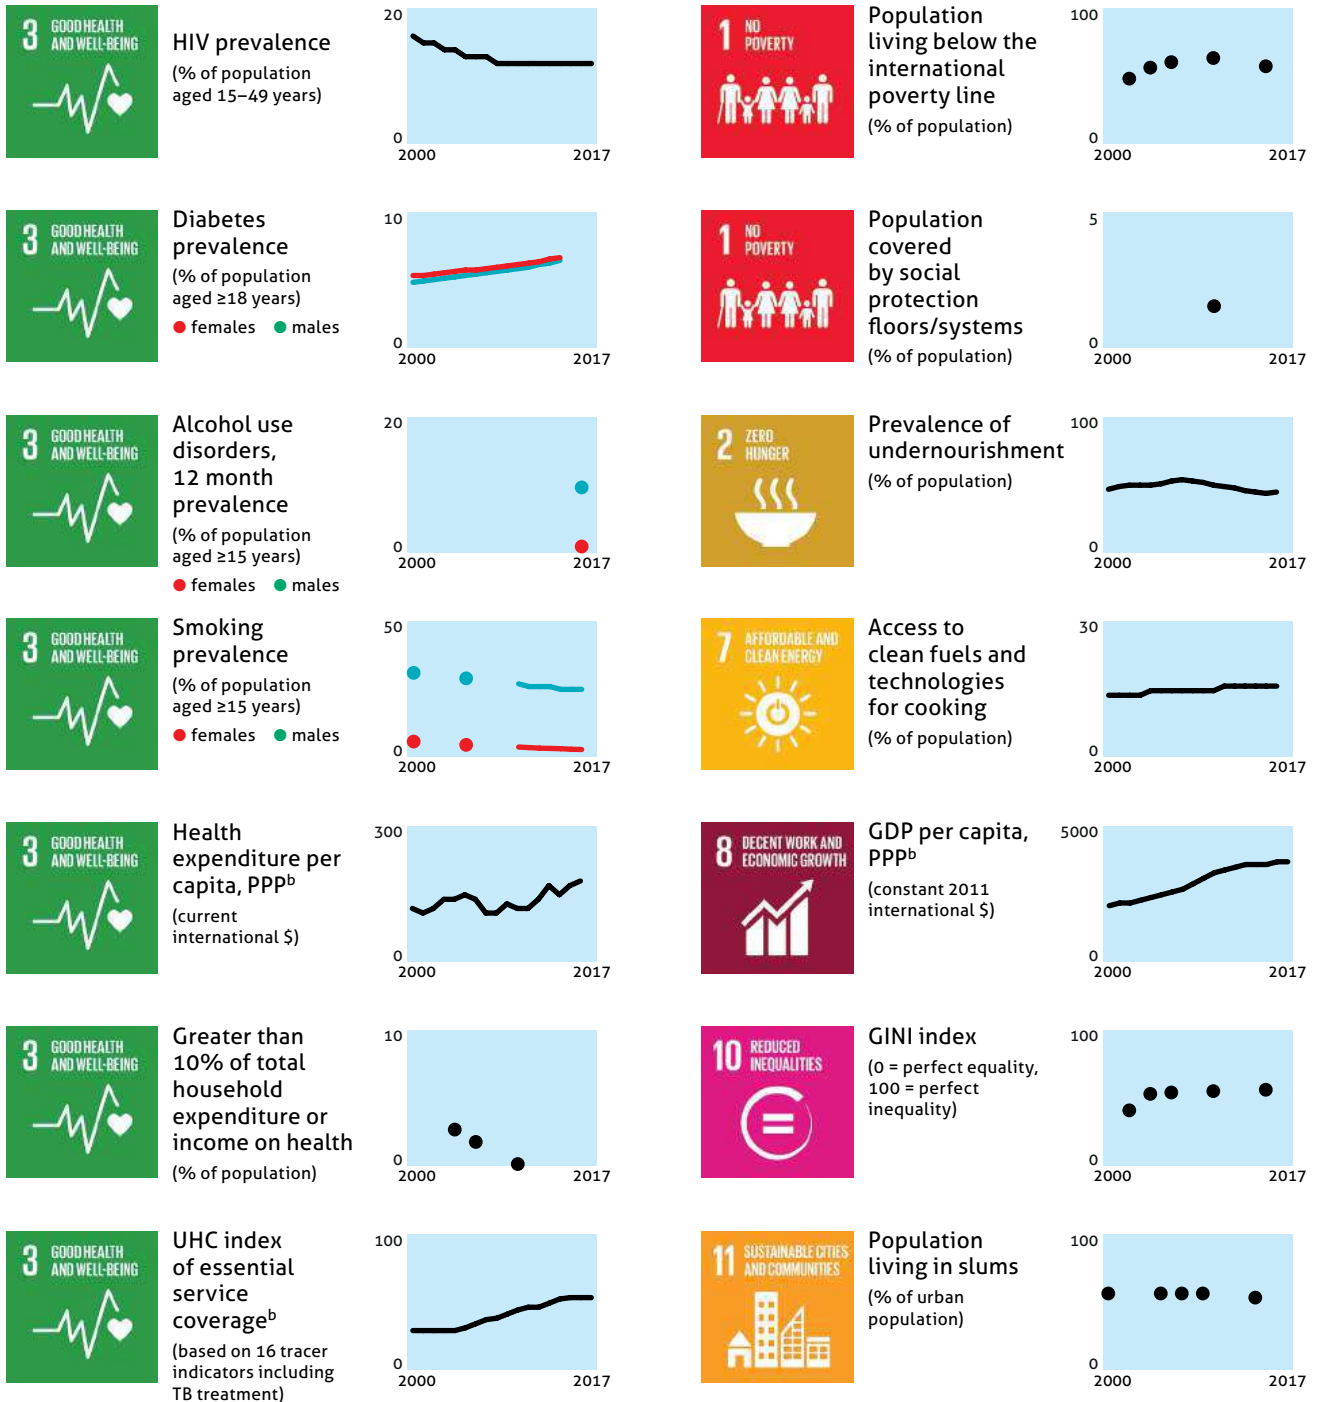 3 GOOD HEALTH
AND WELL-BEING
HIV prevalence
(% of population
aged 15–49 years)
20
0
2000 2017
3 GOOD HEALTH
AND WELL-BEING
Diabetes
prevalence
(% of population
aged ≥18 years)
females males
10
0
2000 2017
3 GOOD HEALTH
AND WELL-BEING
Alcohol use
disorders,
12 month
prevalence
(% of population
aged ≥15 years)
females males
20
0
2000 2017
3 GOOD HEALTH
AND WELL-BEING
Smoking
prevalence
(% of population
aged ≥15 years)
females males
50
0
2000 2017
3 GOOD HEALTH
AND WELL-BEING
Health
expenditure per
capita, PPPᵇ
(current
international $)
300
0
2000 2017
3 GOOD HEALTH
AND WELL-BEING
Greater than
10% of total
household
expenditure or
income on health
(% of population)
10
0
2000 2017
3 GOOD HEALTH
AND WELL-BEING
UHC index
of essential
service
coverageᵇ
(based on 16 tracer
indicators including
TB treatment)
100
0
2000 2017
1 NO
POVERTY
Population
living below the
international
poverty line
(% of population)
100
0
2000 2017
1 NO
POVERTY
Population
covered
by social
protection
floors/systems
(% of population)
5
0
2000 2017
2 ZERO
HUNGER
Prevalence of
undernourishment
(% of population)
100
0
2000 2017
7 AFFORDABLE AND
CLEAN ENERGY
Access to
clean fuels and
technologies
for cooking
(% of population)
30
0
2000 2017
8 DECENT WORK AND
ECONOMIC GROWTH
GDP per capita,
PPPᵇ
(constant 2011
international $)
5000
0
2000 2017
10 REDUCED
INEQUALITIES
GINI index
(0 = perfect equality,
100 = perfect
inequality)
100
0
2000 2017
11 SUSTAINABLE CITIES
AND COMMUNITIES
Population
living in slums
(% of urban
population)
100
0
2000 2017